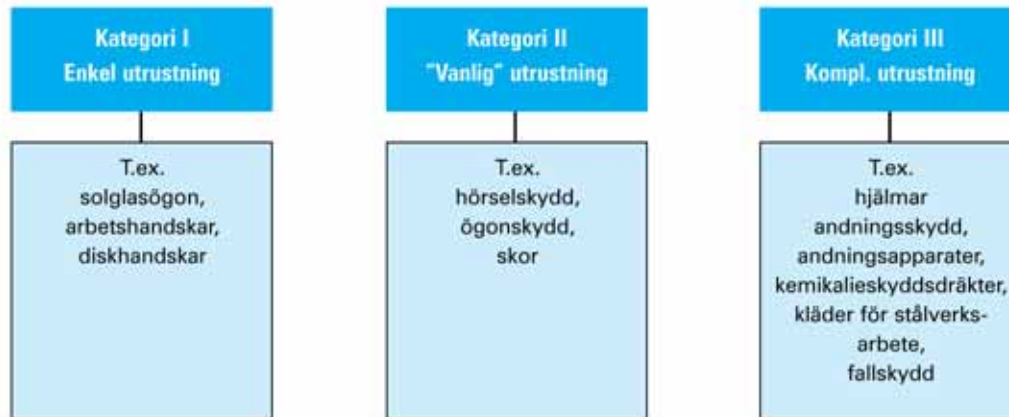 Kategori I
Enkel utrustning
T.ex.
solglasögon,
arbetshandskar,
diskhandskar
Kategori II
"Vanlig" utrustning
T.ex.
hörselskydd,
ögonskydd,
skor
Kategori III
Kompl. utrustning
T.ex.
hjälmar
andningsskydd,
andningsapparater,
kemikalieskyddsdräkter,
kläder för stålverks-
arbete,
fallskydd